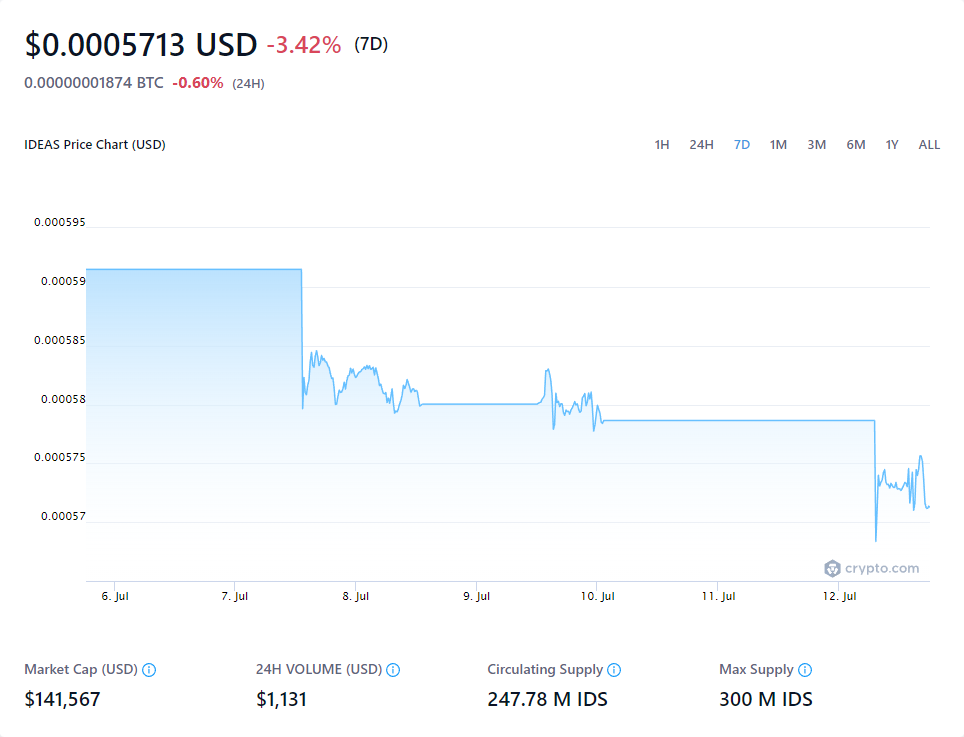 $0.0005713 USD -3.42% (7D)
0.00000001874 BTC -0.60% (24H)
IDEAS Price Chart (USD) 1H 24H 7D 1M 3M 6M 1Y ALL
0.000595
0.00059
0.000585
0.00058
0.000575
0.00057
crypto.com
6. Jul 7. Jul 8. Jul 9. Jul 10. Jul 11. Jul 12. Jul
Market Cap (USD) 24H VOLUME (USD) Circulating Supply Max Supply
$141,567 $1,131 247.78 M IDS 300 M IDS